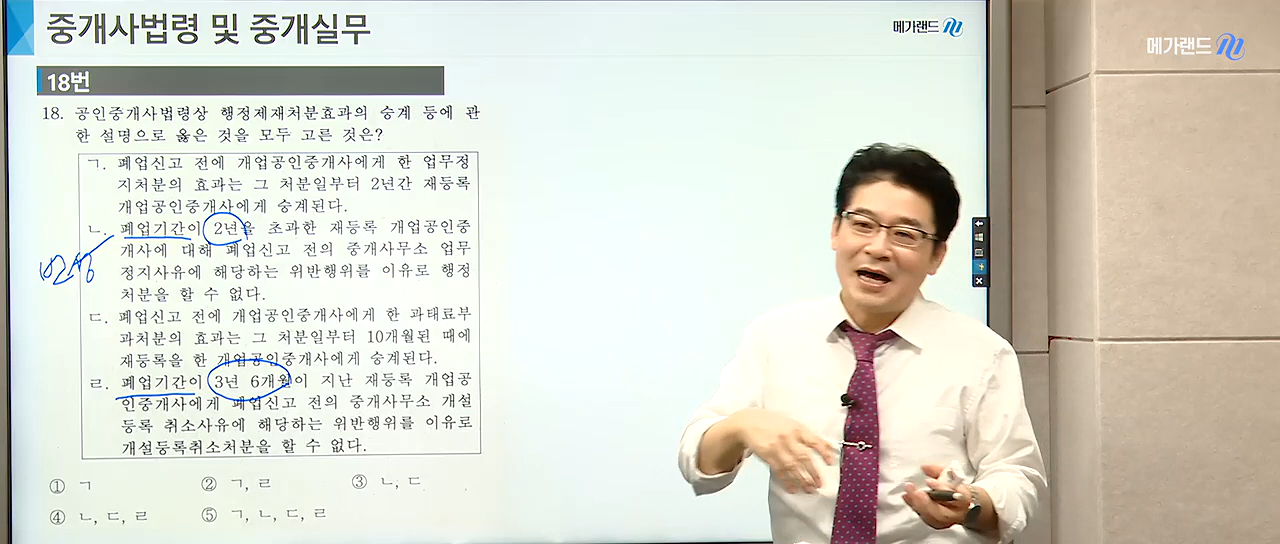 중개사법령 및 중개실무
메가랜드
메가랜드
18번
18. 공인중개사법령상 행정제재처분효과의 승계 등에 관
한 설명으로 옳은 것을 모두 고른 것은?
ㄱ. 폐업신고 전에 개업공인중개사에게 한 업무정
지처분의 효과는 그 처분일부터 2년간 재등록
개업공인중개사에게 승계된다.
ㄴ. 폐업기간이 2년을 초과한 재등록 개업공인중
개사에 대해 폐업신고 전의 중개사무소 업무
정지사유에 해당하는 위반행위를 이유로 행정
처분을 할 수 없다.
ㄷ. 폐업신고 전에 개업공인중개사에게 한 과태료부
과처분의 효과는 그 처분일부터 10개월된 때에
재등록을 한 개업공인중개사에게 승계된다.
ㄹ. 폐업기간이 3년 6개월이 지난 재등록 개업공
인중개사에게 폐업신고 전의 중개사무소 개설
등록 취소사유에 해당하는 위반행위를 이유로
개설등록취소처분을 할 수 없다.
① ㄱ
② ㄱ, ㄹ
③ ㄴ, ㄷ
④ ㄴ, ㄷ, ㄹ
⑤ ㄱ, ㄴ, ㄷ, ㄹ